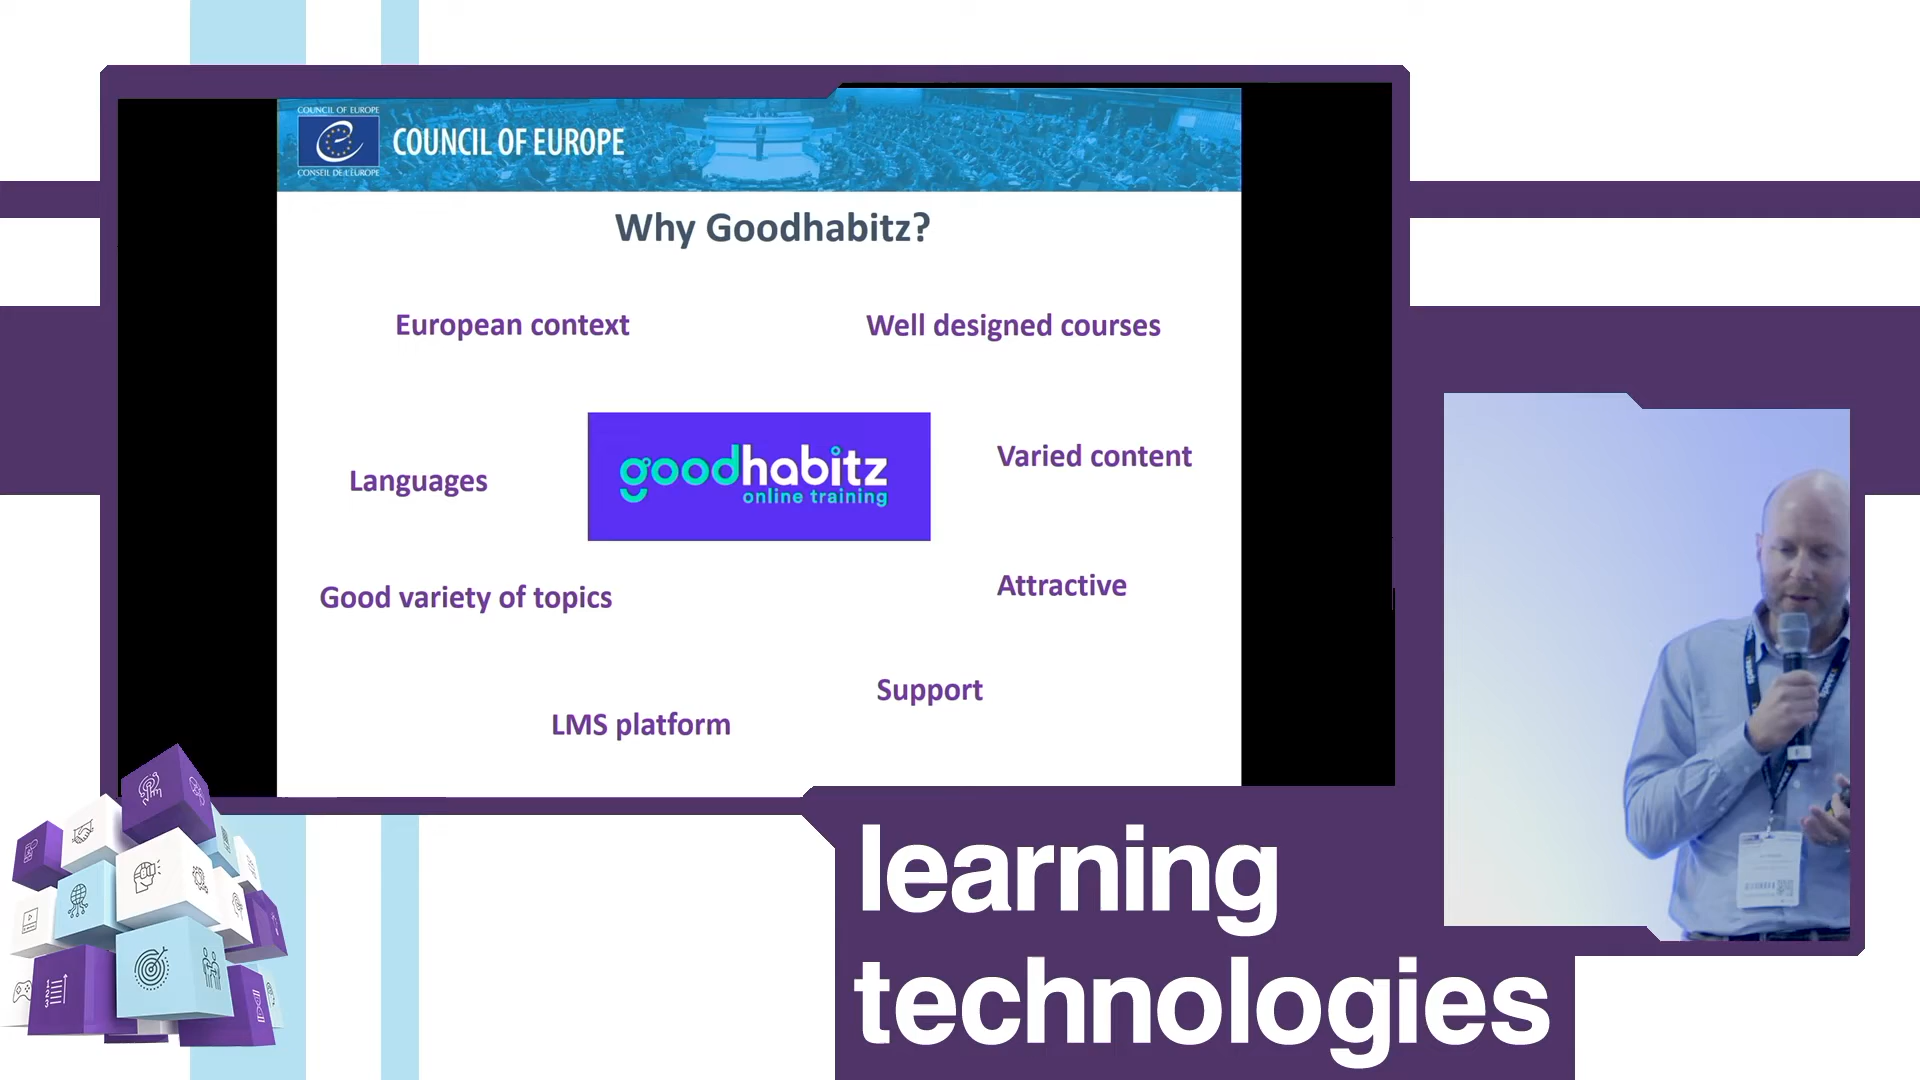 COUNCIL OF EUROPE
COUNCIL OF EUROPE
CONSEIL DE L'EUROPE
Why Goodhabitz?
European context
Well designed courses
goodhabitz
online training
Varied content
Languages
Attractive
Good variety of topics
Support
LMS platform
learning
technologies